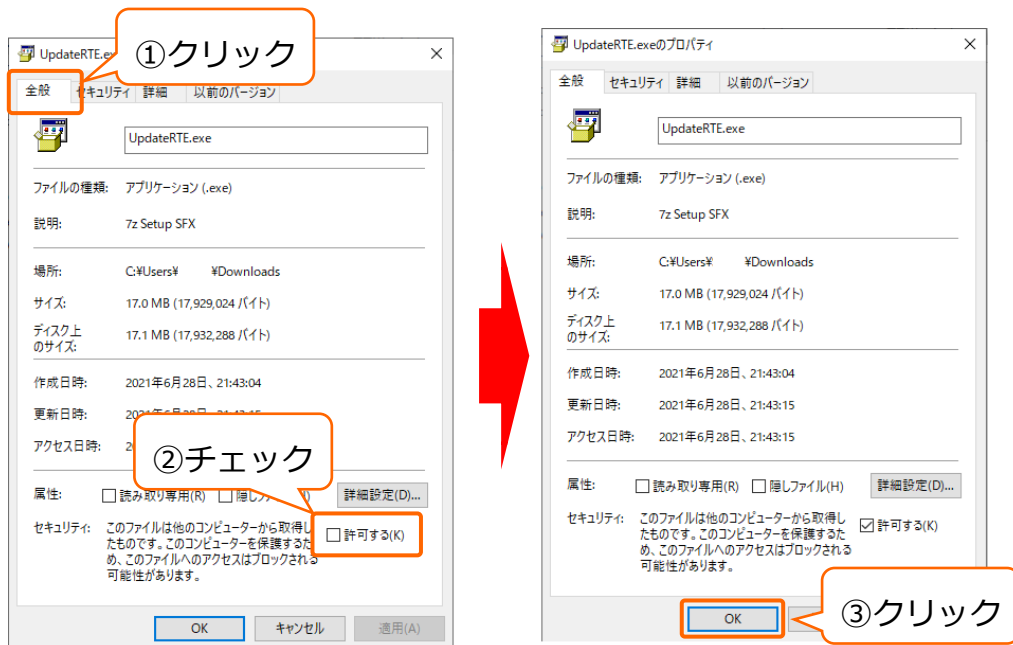 ①クリック
UpdateRTE.ex
全般 セキュリティ 詳細 以前のバージョン
UpdateRTE.exe
ファイルの種類: アプリケーション (.exe)
説明: 7z Setup SFX
場所: C:¥Users¥ ¥Downloads
サイズ: 17.0 MB (17,929,024 バイト)
ディスク上
のサイズ:
17.1 MB (17,932,288 バイト)
作成日時: 2021年6月28日、21:43:04
更新日時:
アクセス日時:
②チェック
属性: 読み取り専用(R) 詳細設定(D)...
セキュリティ: このファイルは他のコンピューターから取得し
たものです。このコンピューターを保護するた
め、このファイルへのアクセスはブロックされる
可能性があります。
許可する(K)
OK キャンセル 適用(A)
UpdateRTE.exeのプロパティ
全般 セキュリティ 詳細 以前のバージョン
UpdateRTE.exe
ファイルの種類: アプリケーション (.exe)
説明: 7z Setup SFX
場所: C:¥Users¥ ¥Downloads
サイズ: 17.0 MB (17,929,024 バイト)
ディスク上
のサイズ:
17.1 MB (17,932,288 バイト)
作成日時: 2021年6月28日、21:43:04
更新日時: 2021年6月28日、21:43:15
アクセス日時: 2021年6月28日、21:43:15
属性: 読み取り専用(R) 隠しファイル(H) 詳細設定(D)...
セキュリティ: このファイルは他のコンピューターから取得し
たものです。このコンピューターを保護するた
め、このファイルへのアクセスはブロックされる
可能性があります。
許可する(K)
OK
③クリック